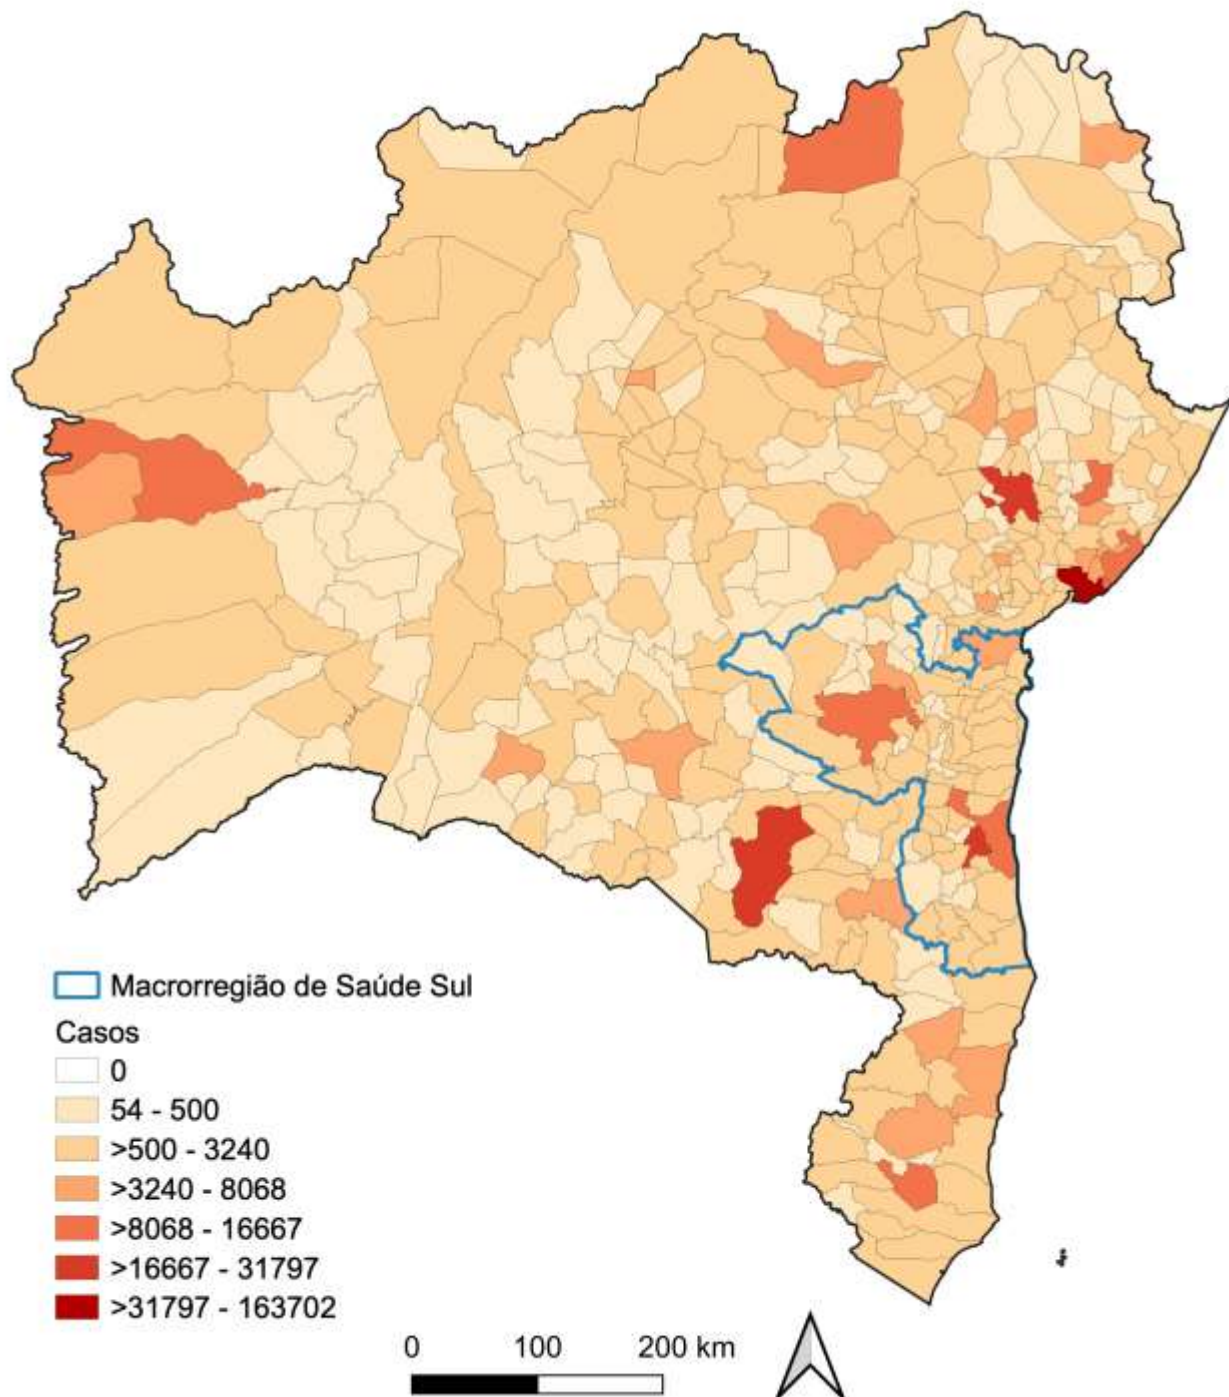 Macrorregião de Saúde Sul
Casos
0
54 - 500
>500 - 3240
>3240 - 8068
>8068 - 16667
>16667 - 31797
>31797 - 163702
0 100 200 km